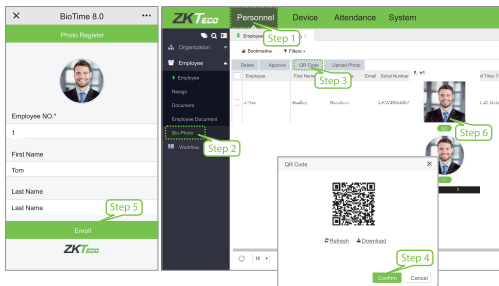 BioTime 8.0
Photo Register
Employee NO.*
1
First Name
Tom
Last Name
Last Name
Step 5
Enroll
ZKTeco
ZKTeco
Personnel
Device
Attendance
System
Step 1
Organization
Employee
Employee
Resign
Document
Employee Document
Bio-Photo
Workflow
Step 2
Employee
Bookmarks
Filters
Delete
Approve
QR Code
Upload Photo
Step 3
Employee
First Name
Email
Serial Number
Step 6
QR Code
Refresh
Download
Step 4
Confirm
Cancel
15